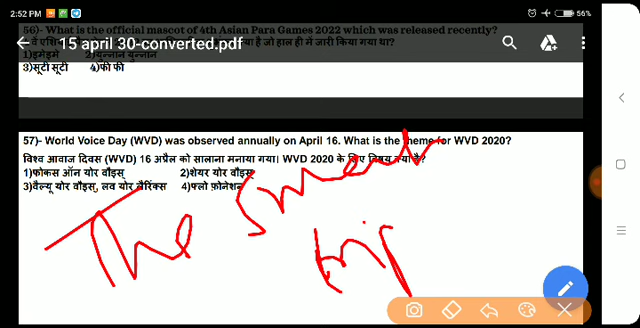 2:52 PM 56%
56)- What is the official mascot of 4th Asian Para Games 2022 which was released recently?
15 april 30-converted.pdf
3)सूटी सूटी 4)फी फी
57)- World Voice Day (WVD) was observed annually on April 16. What is the theme for WVD 2020?
विश्व आवाज दिवस (WVD) 16 अप्रैल को सालाना मनाया गया। WVD 2020 के लिए विषय क्या है?
1)फोकस ऑन योर वौइस् 2)शेयर योर वौइस्
3)वैल्यू योर वौइस्, लव योर लैरिंक्स 4)फ्लो फ़ोनेशन
The Smart